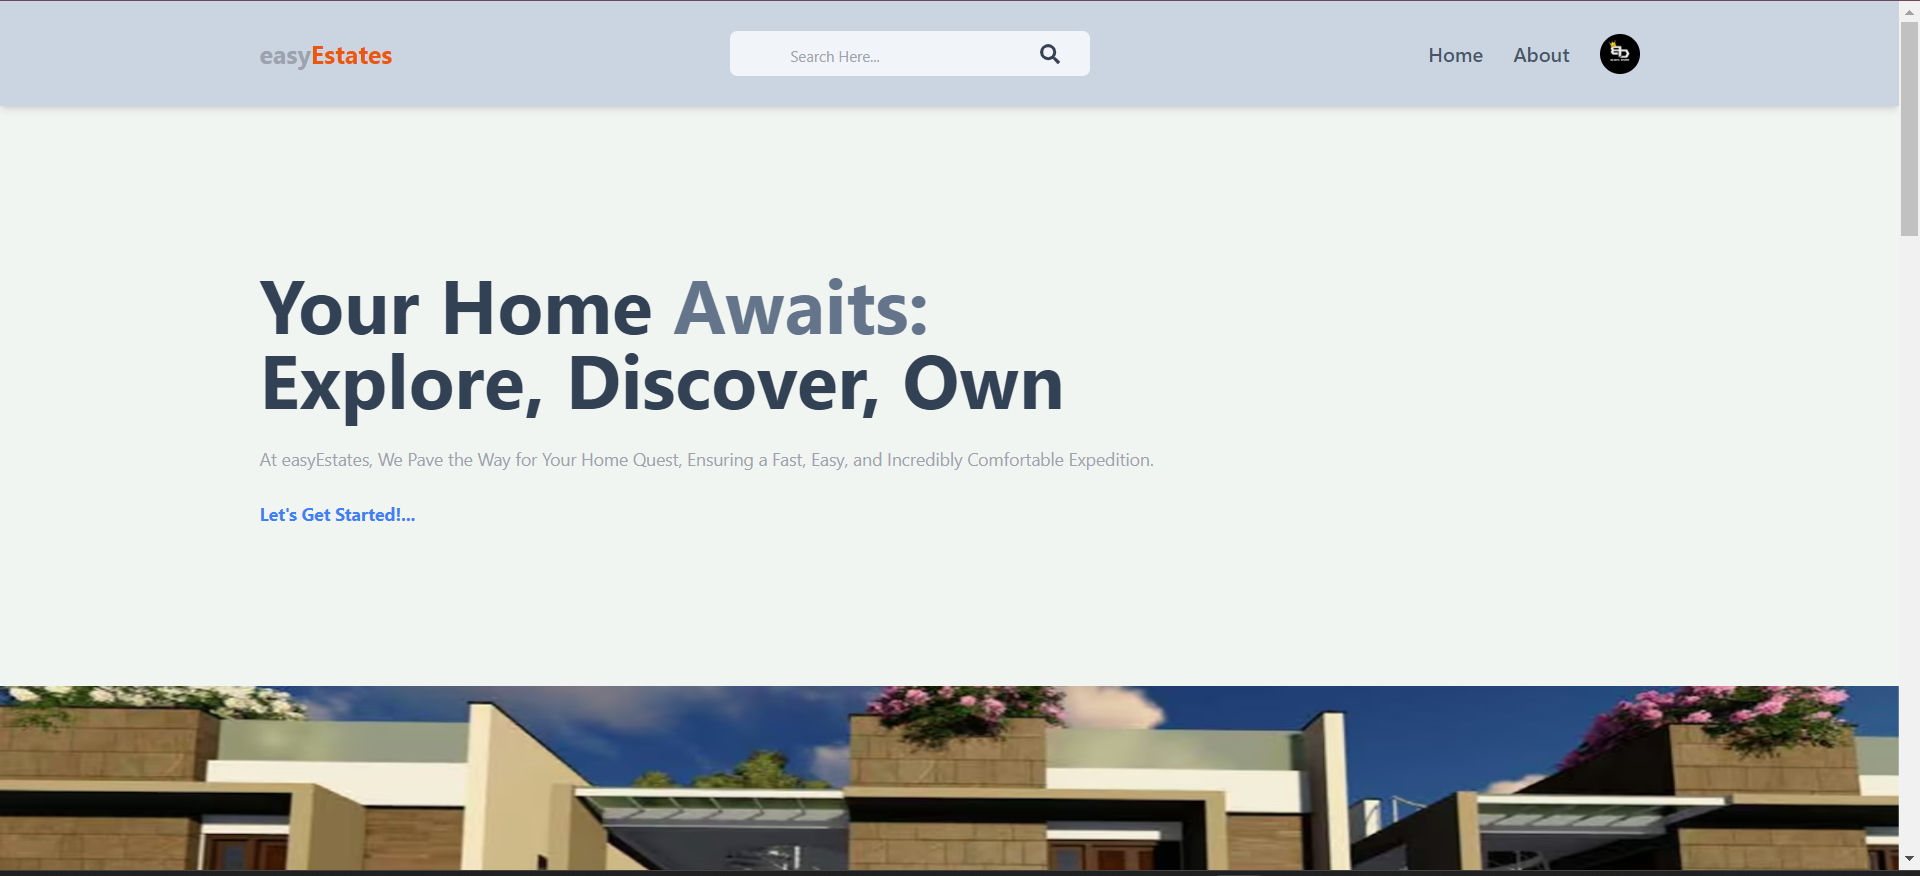 easyEstates
Search Here...
Home
About
Your Home Awaits:
Explore, Discover, Own
At easyEstates, We Pave the Way for Your Home Quest, Ensuring a Fast, Easy, and Incredibly Comfortable Expedition.
Let's Get Started!...